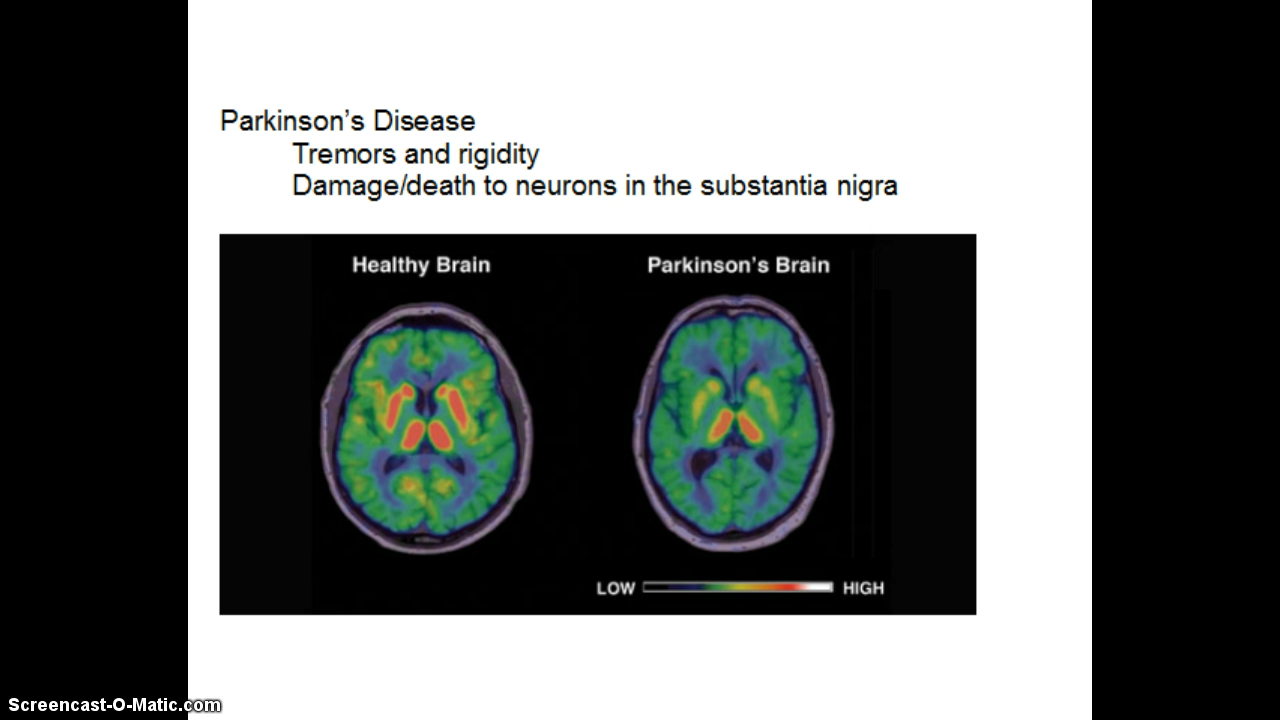 Parkinson’s Disease
Tremors and rigidity
Damage/death to neurons in the substantia nigra
Healthy Brain
Parkinson’s Brain
LOW
HIGH
Screencast-O-Matic.com